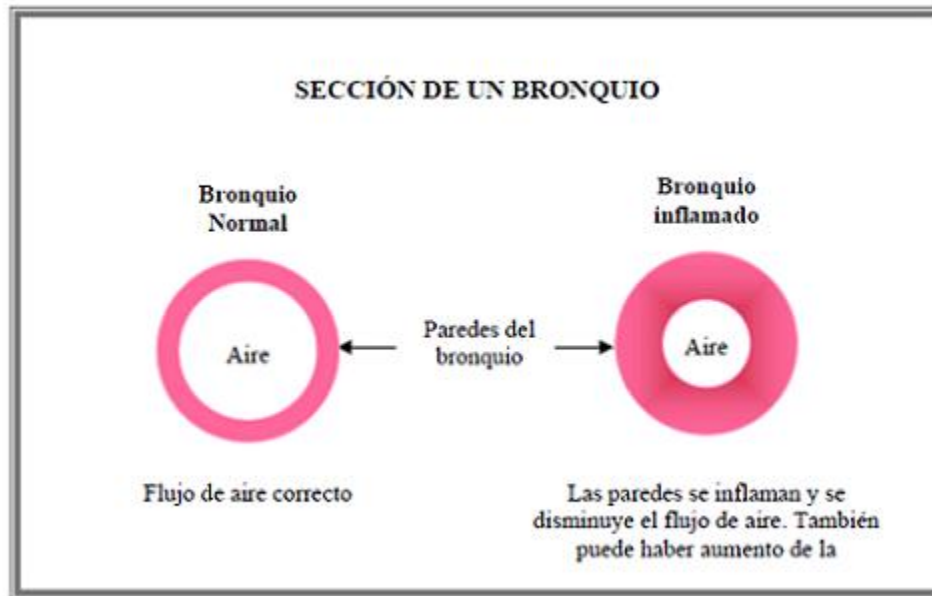 SECCIÓN DE UN BRONQUIO
Bronquio
Normal
Bronquio
inflamado
Aire
Paredes del
bronquio
Aire
Flujo de aire correcto
Las paredes se inflaman y se
disminuye el flujo de aire. También
puede haber aumento de la